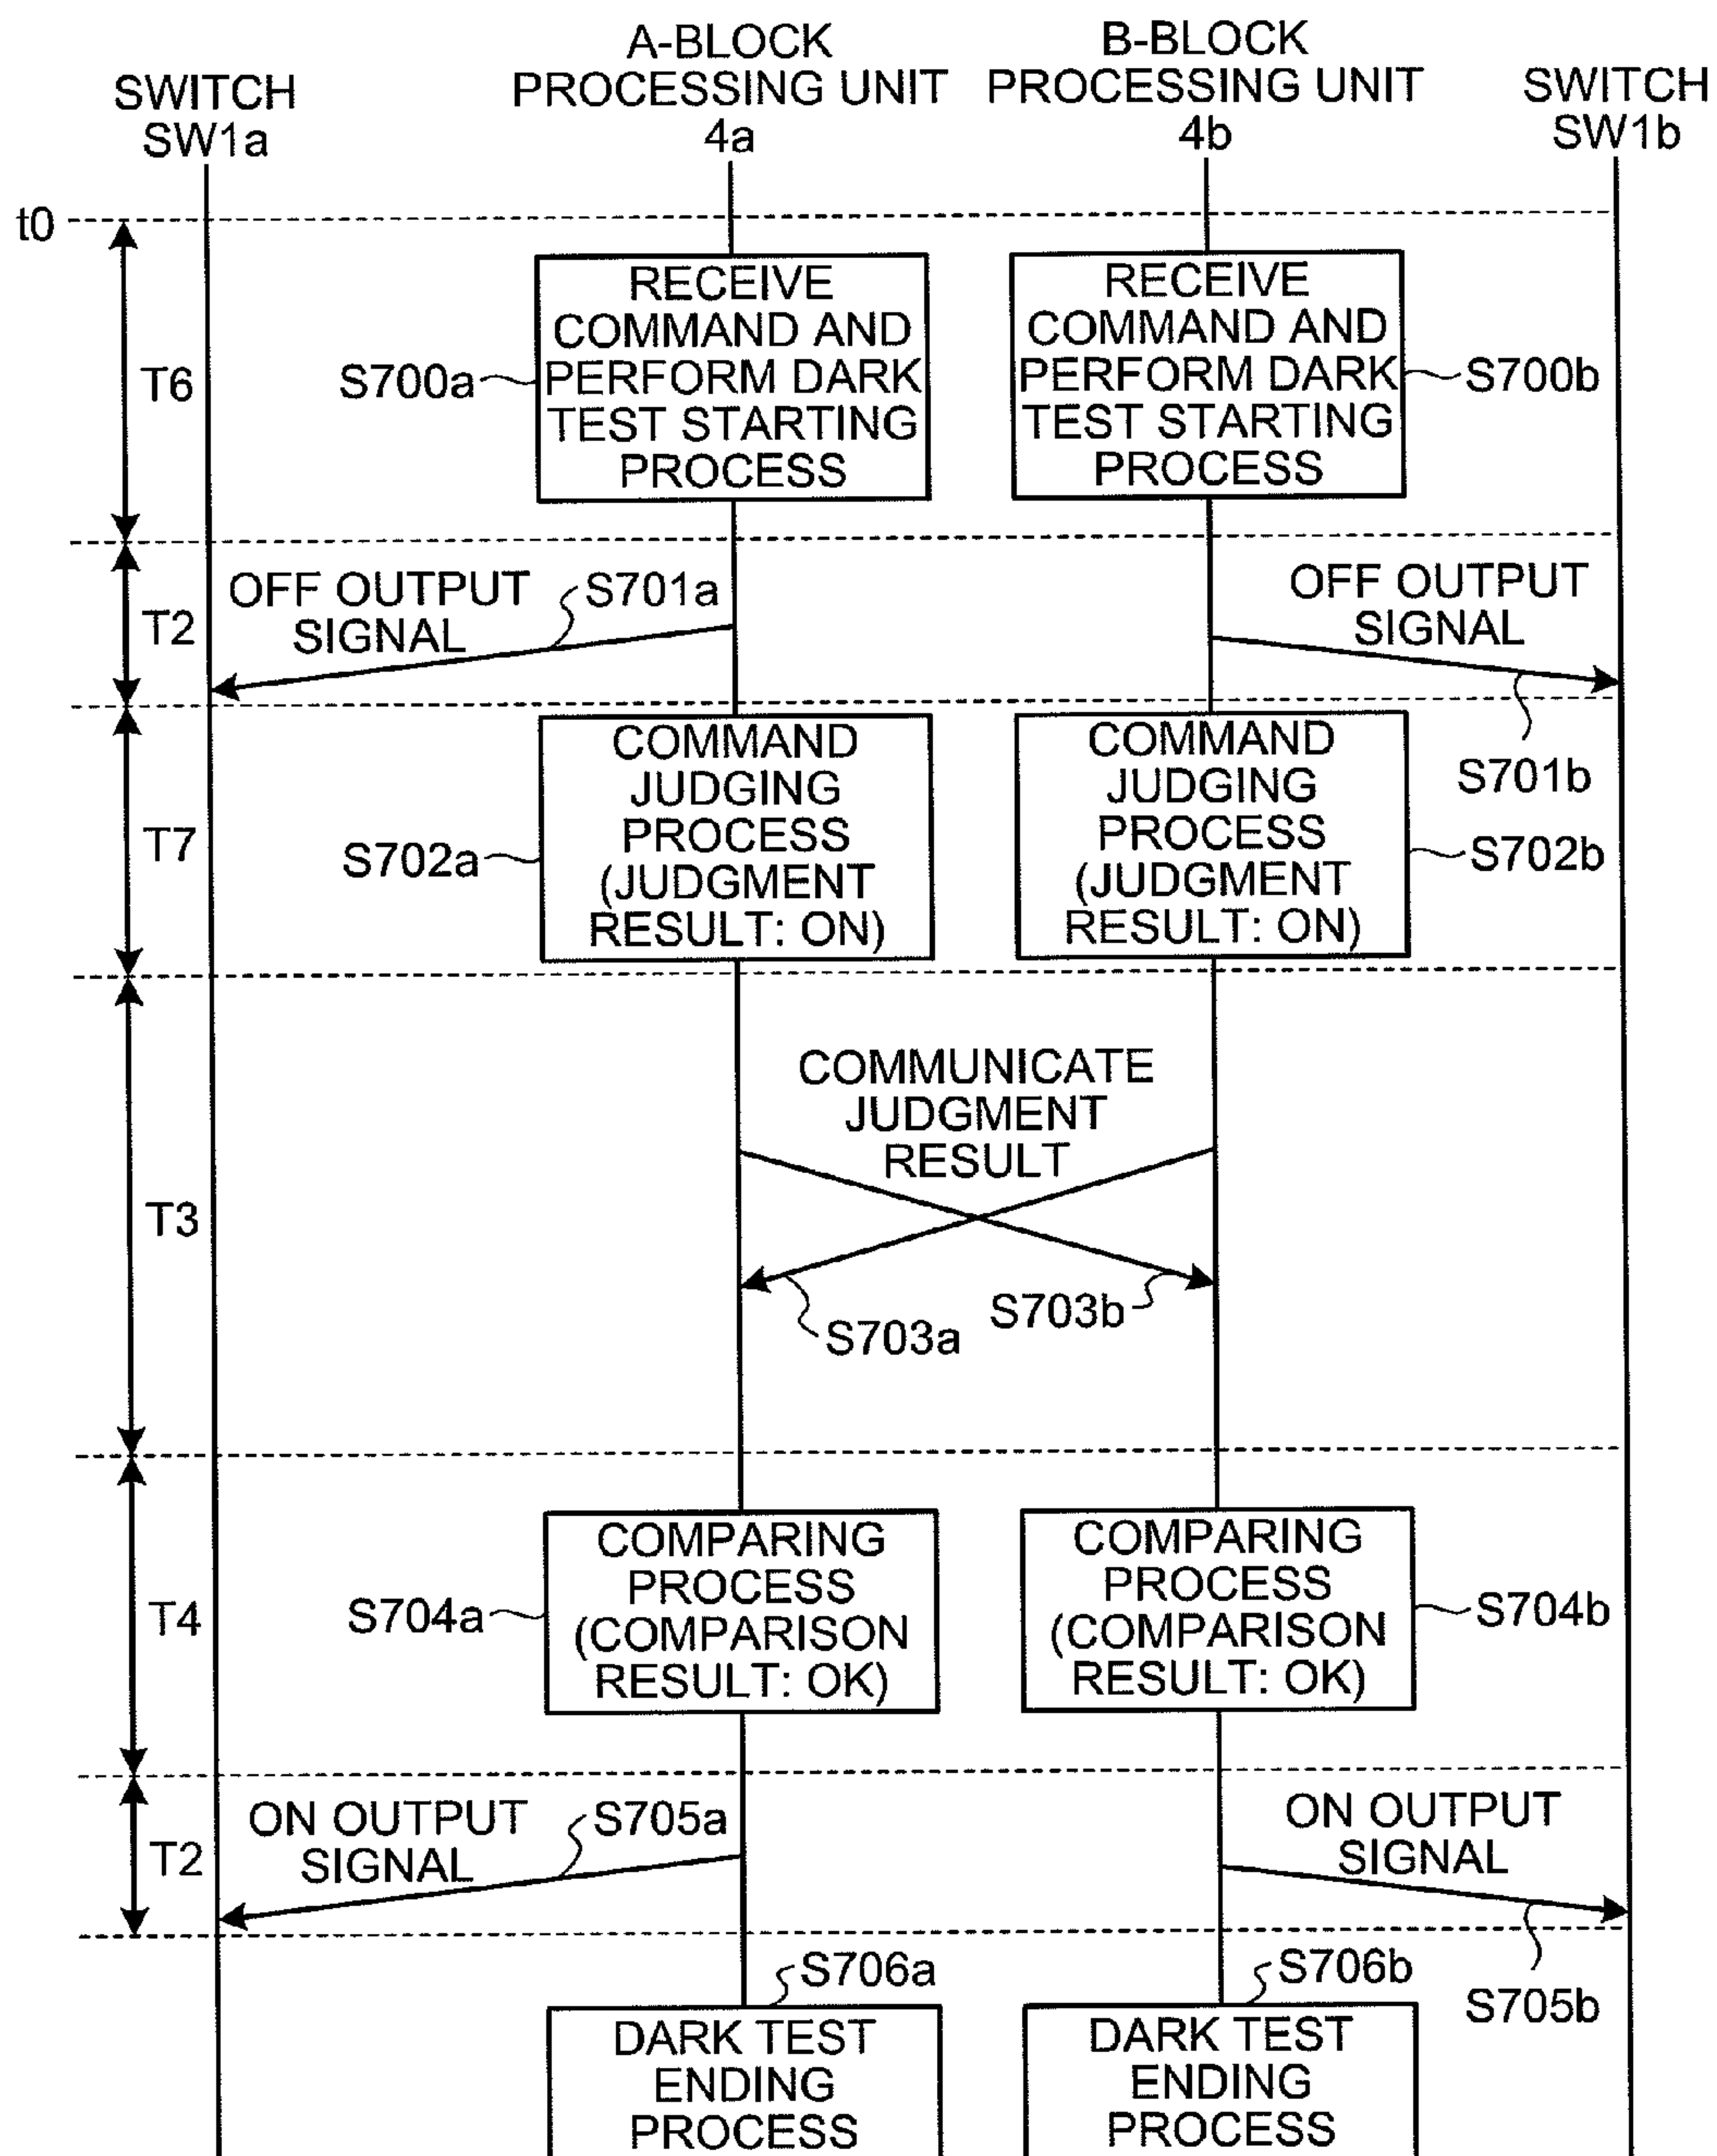 A-BLOCK
PROCESSING UNIT
4a
B-BLOCK
PROCESSING UNIT
4b
SWITCH
SW1a
SWITCH
SW1b
t0
T6
S700a
RECEIVE
COMMAND AND
PERFORM DARK
TEST STARTING
PROCESS
RECEIVE
COMMAND AND
PERFORM DARK
TEST STARTING
PROCESS
S700b
T2
OFF OUTPUT
SIGNAL
S701a
OFF OUTPUT
SIGNAL
S701b
T7
S702a
COMMAND
JUDGING
PROCESS
(JUDGMENT
RESULT: ON)
COMMAND
JUDGING
PROCESS
(JUDGMENT
RESULT: ON)
S702b
T3
COMMUNICATE
JUDGMENT
RESULT
S703a
S703b
T4
S704a
COMPARING
PROCESS
(COMPARISON
RESULT: OK)
COMPARING
PROCESS
(COMPARISON
RESULT: OK)
S704b
T2
ON OUTPUT
SIGNAL
S705a
ON OUTPUT
SIGNAL
S705b
S706a
DARK TEST
ENDING
PROCESS
S706b
DARK TEST
ENDING
PROCESS